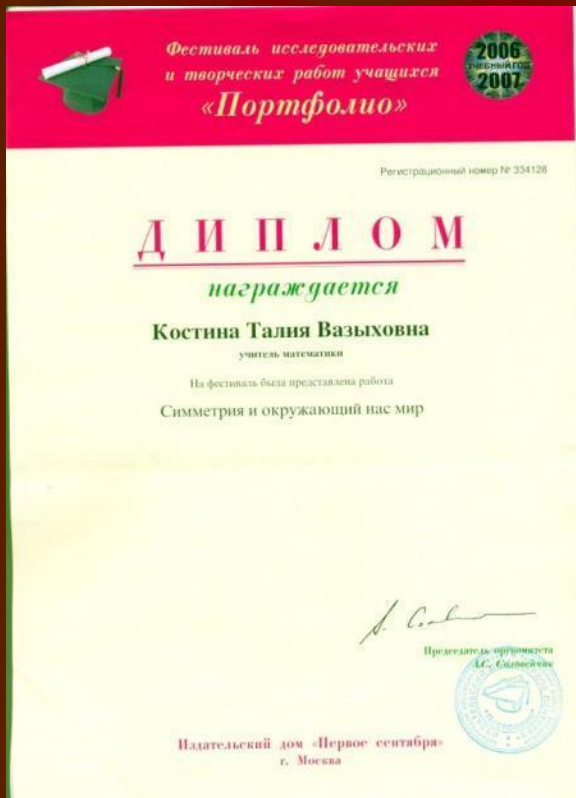 Фестиваль исследовательских
и творческих работ учащихся
«Портфолио»
2006
УЧЕБНЫЙ ГОД
2007
Регистрационный номер № 334128
ДИПЛОМ
награждается
Костина Талия Вазыховна
учитель математики
На фестиваль была представлена работа
Симметрия и окружающий нас мир
Председатель оргкомитета
А.С. Соловейчик
Издательский дом «Первое сентября»
г. Москва